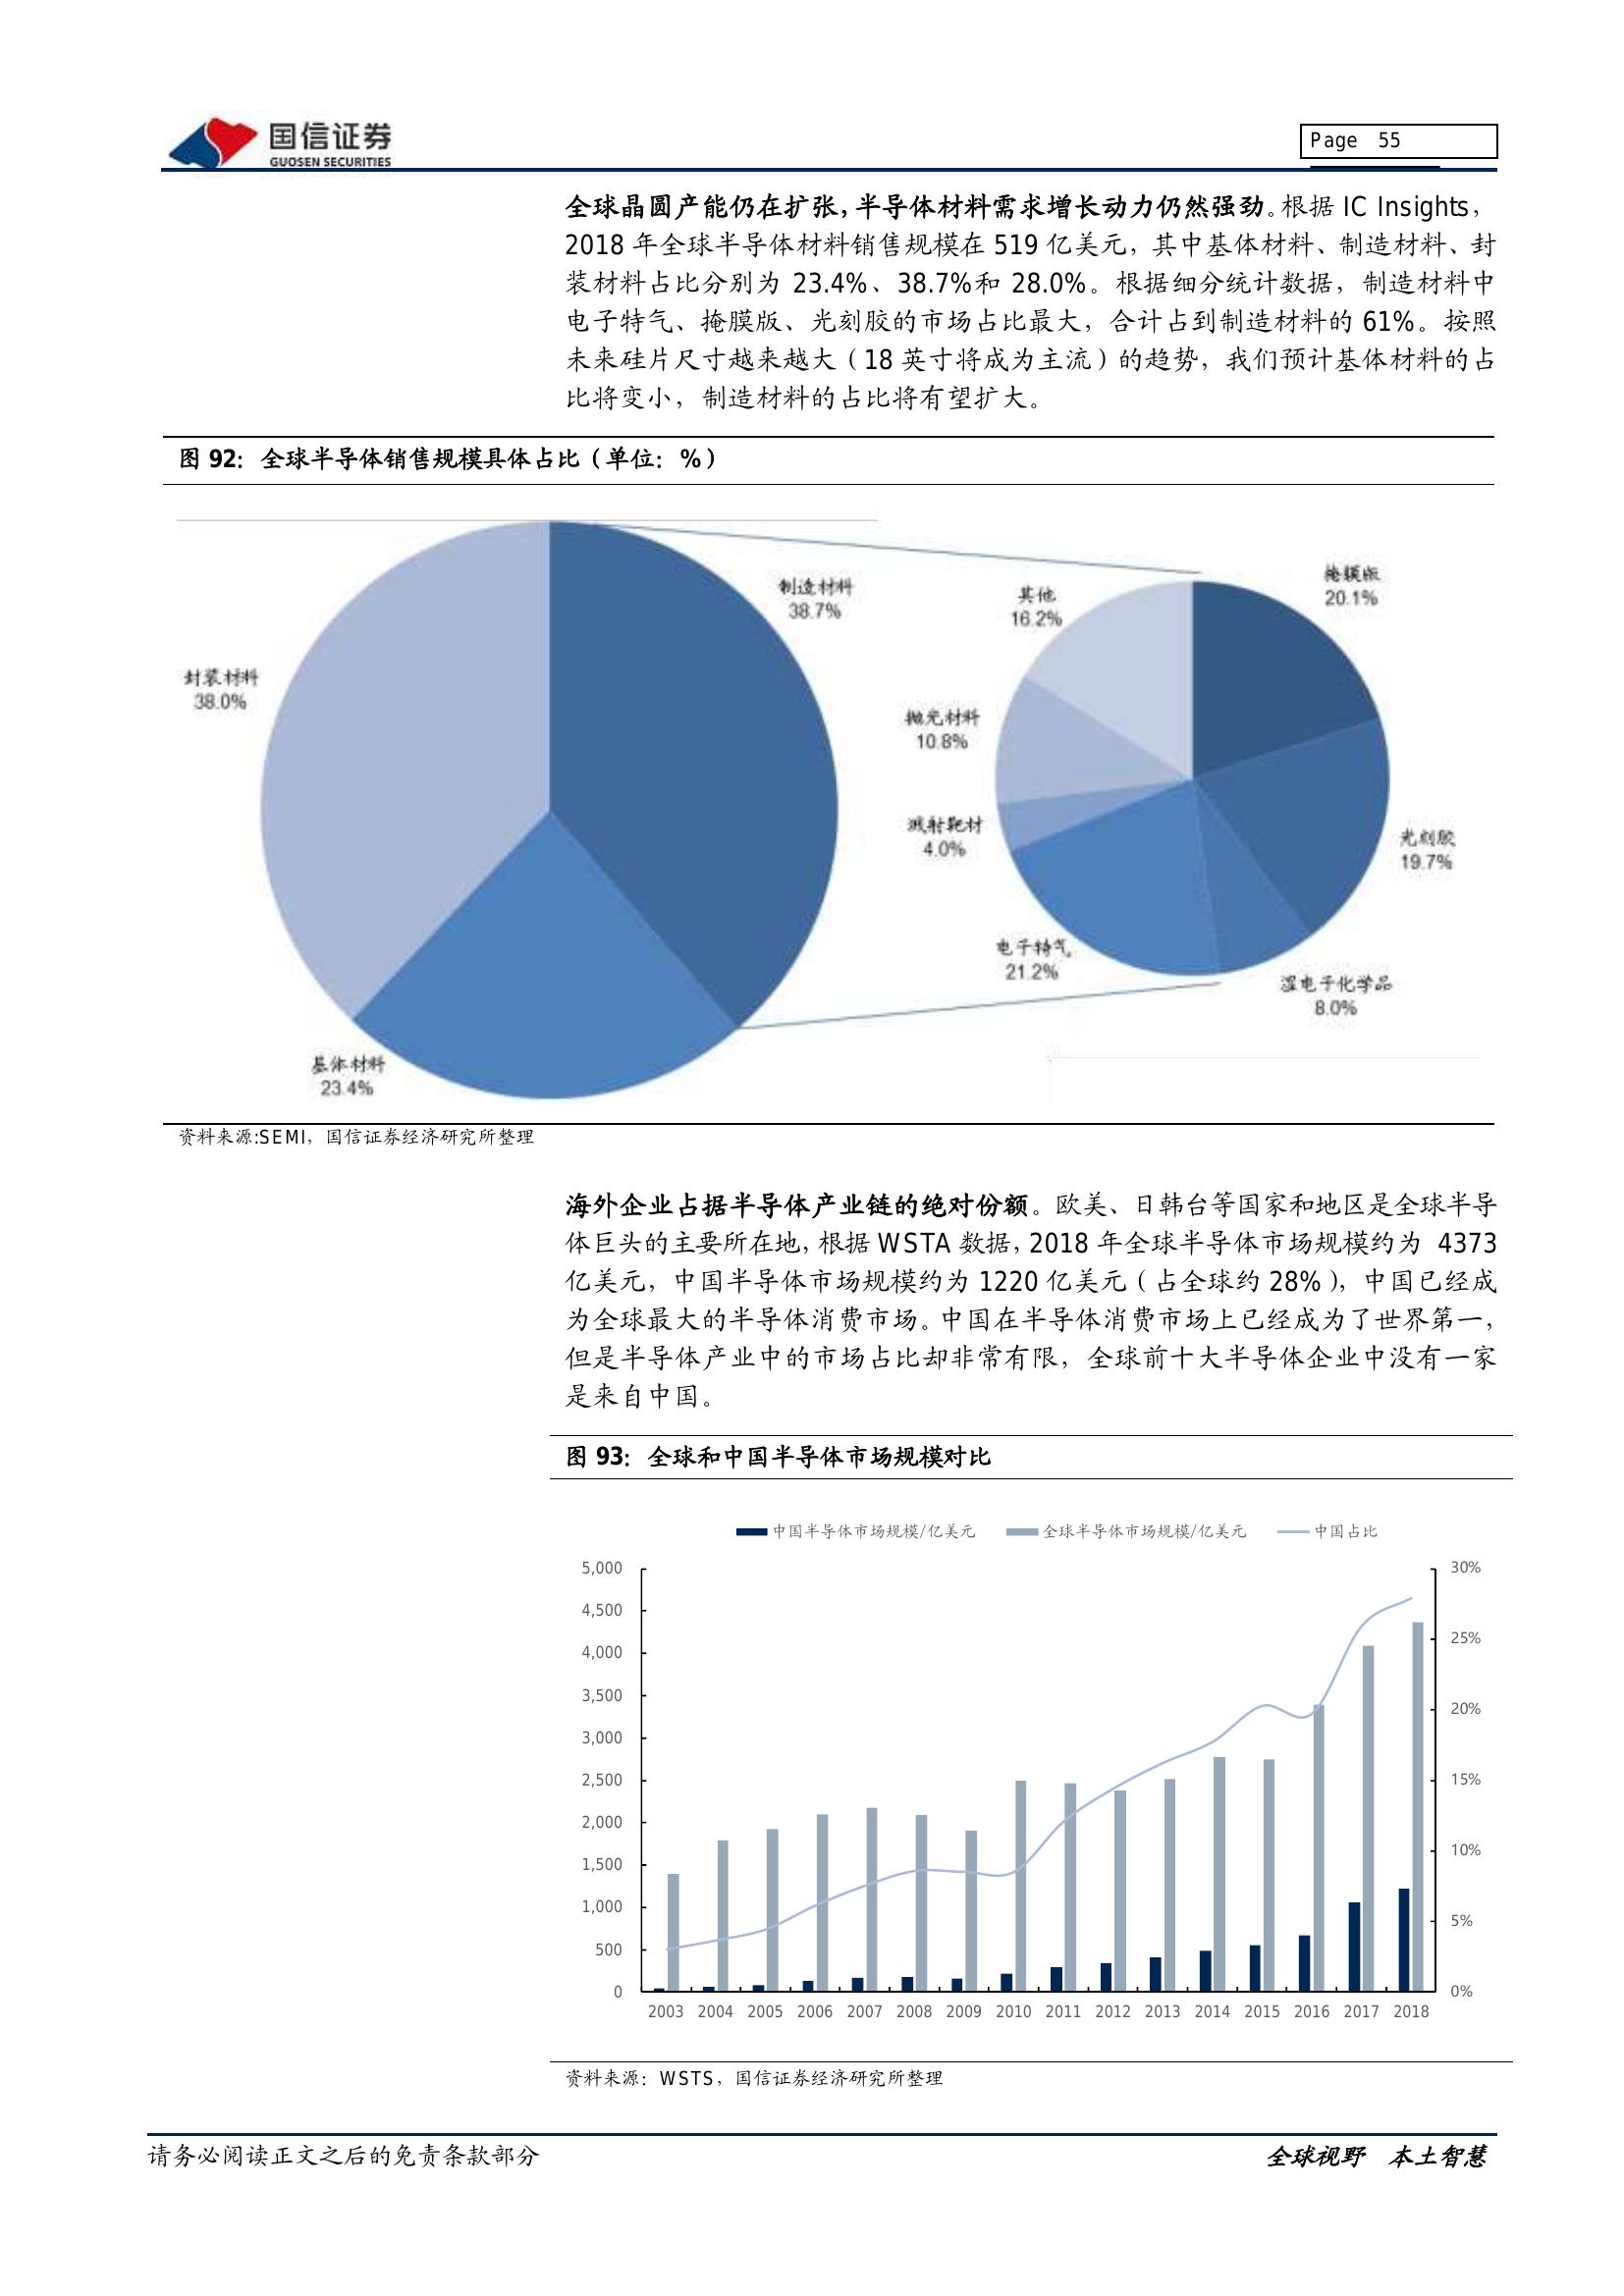 国信证券
GUOSEN SECURITIES
Page 55
全球晶圆产能仍在扩张，半导体材料需求增长动力仍然强劲。根据 IC Insights，
2018 年全球半导体材料销售规模在 519 亿美元，其中基体材料、制造材料、封
装材料占比分别为 23.4%、38.7%和 28.0%。根据细分统计数据，制造材料中
电子特气、掩膜版、光刻胶的市场占比最大，合计占到制造材料的 61%。按照
未来硅片尺寸越来越大（18 英寸将成为主流）的趋势，我们预计基体材料的占
比将变小，制造材料的占比将有望扩大。
图 92：全球半导体销售规模具体占比（单位：%）
制造材料
38.7%
封装材料
38.0%
基体材料
23.4%
掩膜版
20.1%
其他
16.2%
抛光材料
10.8%
溅射靶材
4.0%
光刻胶
19.7%
电子特气
21.2%
湿电子化学品
8.0%
资料来源:SEMI，国信证券经济研究所整理
海外企业占据半导体产业链的绝对份额。欧美、日韩台等国家和地区是全球半导
体巨头的主要所在地，根据 WSTA 数据，2018 年全球半导体市场规模约为 4373
亿美元，中国半导体市场规模约为 1220 亿美元（占全球约 28%），中国已经成
为全球最大的半导体消费市场。中国在半导体消费市场上已经成为了世界第一，
但是半导体产业中的市场占比却非常有限，全球前十大半导体企业中没有一家
是来自中国。
图 93：全球和中国半导体市场规模对比
中国半导体市场规模/亿美元 全球半导体市场规模/亿美元 中国占比
5,000 30%
4,500
4,000 25%
3,500
3,000 20%
2,500 15%
2,000
1,500 10%
1,000
500 5%
0 0%
2003 2004 2005 2006 2007 2008 2009 2010 2011 2012 2013 2014 2015 2016 2017 2018
资料来源：WSTS，国信证券经济研究所整理
请务必阅读正文之后的免责条款部分 全球视野 本土智慧